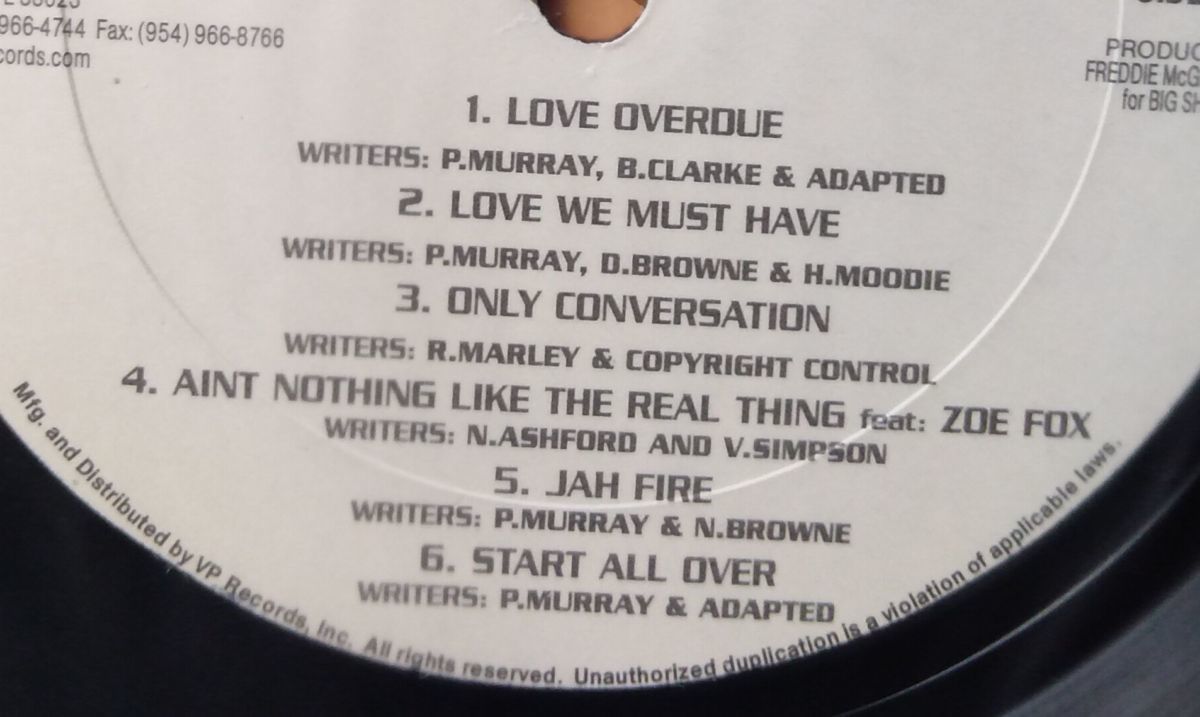 966-4744 Fax: (954) 966-8766
cords.com
PRODUC
FREDDIE McG
for BIG SH
1. LOVE OVERDUE
WRITERS: P.MURRAY, B.CLARKE & ADAPTED
2. LOVE WE MUST HAVE
WRITERS: P.MURRAY, D.BROWNE & H.MOODIE
3. ONLY CONVERSATION
WRITERS: R.MARLEY & COPYRIGHT CONTROL
4. AINT NOTHING LIKE THE REAL THING feat: ZOE FOX
WRITERS: N.ASHFORD AND V.SIMPSON
5. JAH FIRE
WRITERS: P.MURRAY & N.BROWNE
6. START ALL OVER
WRITERS: P.MURRAY & ADAPTED
Mfg. and Distributed by VP Records, Inc. All rights reserved. Unauthorized duplication is a violation of applicable laws.